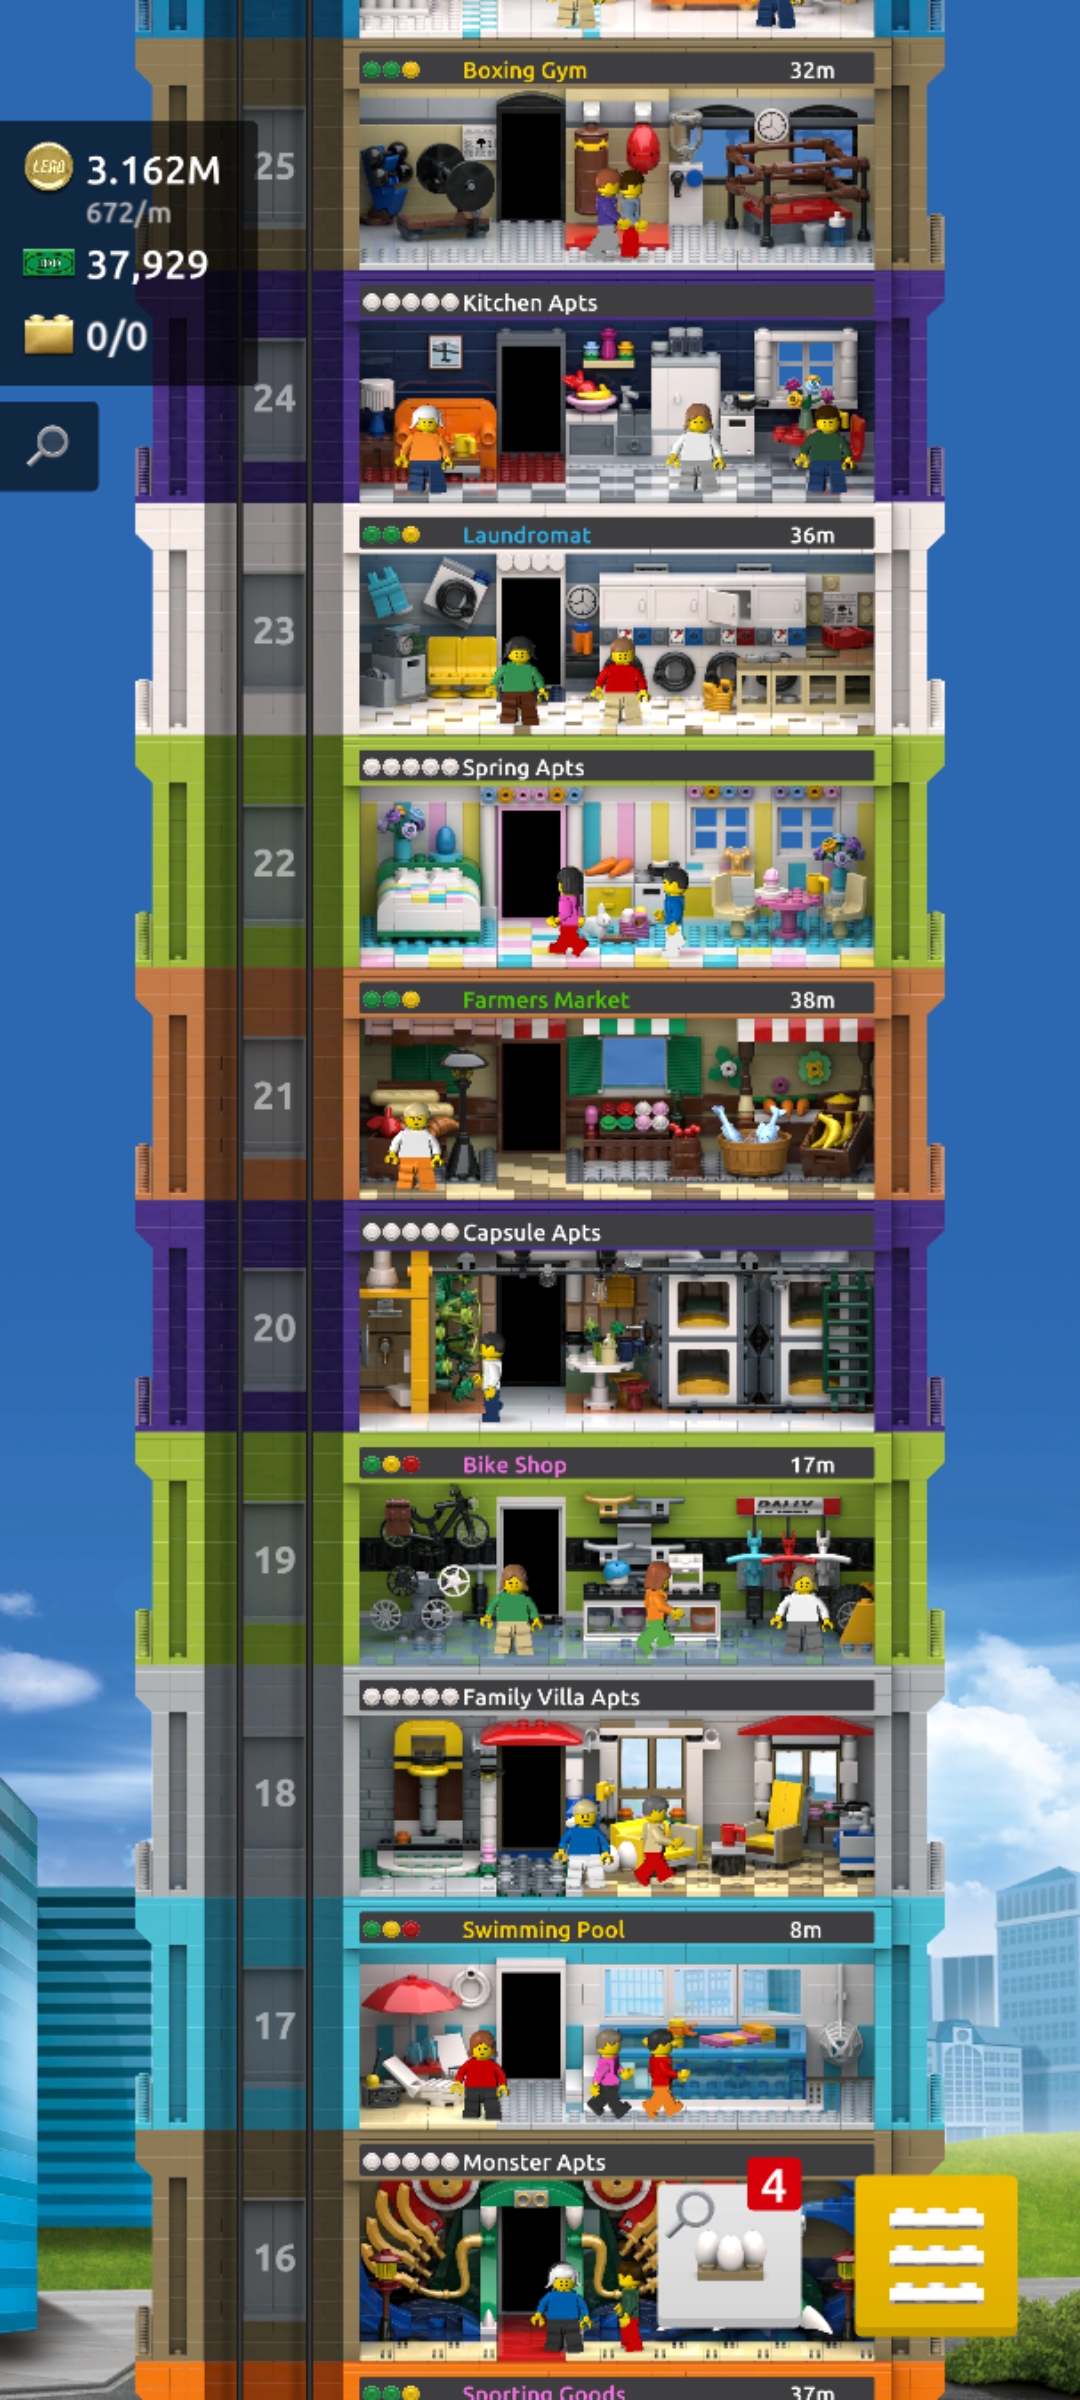 Boxing Gym 32m
25
LEGO 3.162M
672/m
37,929
0/0
Kitchen Apts
24
Laundromat 36m
23
Spring Apts
22
Farmers Market 38m
21
Capsule Apts
20
Bike Shop 17m
RALLY
19
Family Villa Apts
18
Swimming Pool 8m
17
Monster Apts
4
16
Sporting Goods 37m